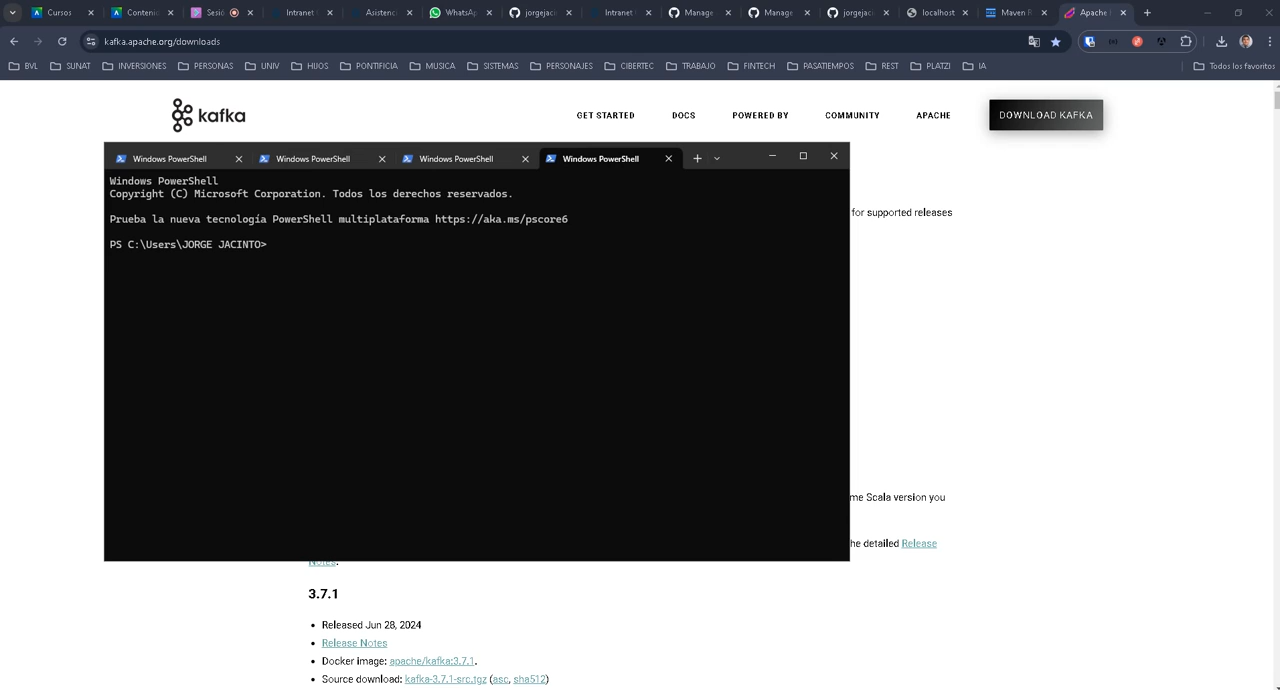 Cursos
Contenid
Sesió
Intranet
Asistenci
WhatsAp
jorgejaci
Intranet
Manage
Manage
jorgejaci
localhost
Maven R
Apache
kafka.apache.org/downloads
BVL SUNAT INVERSIONES PERSONAS UNIV HIJOS PONTIFICIA MUSICA SISTEMAS PERSONAJES CIBERTEC TRABAJO FINTECH PASATIEMPOS REST PLATZI IA Todos los favoritos
kafka GET STARTED DOCS POWERED BY COMMUNITY APACHE DOWNLOAD KAFKA
Windows PowerShell Windows PowerShell Windows PowerShell Windows PowerShell
Windows PowerShell
Copyright (C) Microsoft Corporation. Todos los derechos reservados.
for supported releases
Prueba la nueva tecnología PowerShell multiplataforma https://aka.ms/pscore6
PS C:\Users\JORGE JACINTO>
me Scala version you
he detailed Release
Notes.
3.7.1
Released Jun 28, 2024
Release Notes
Docker image: apache/kafka:3.7.1.
Source download: kafka-3.7.1-src.tgz (asc, sha512)